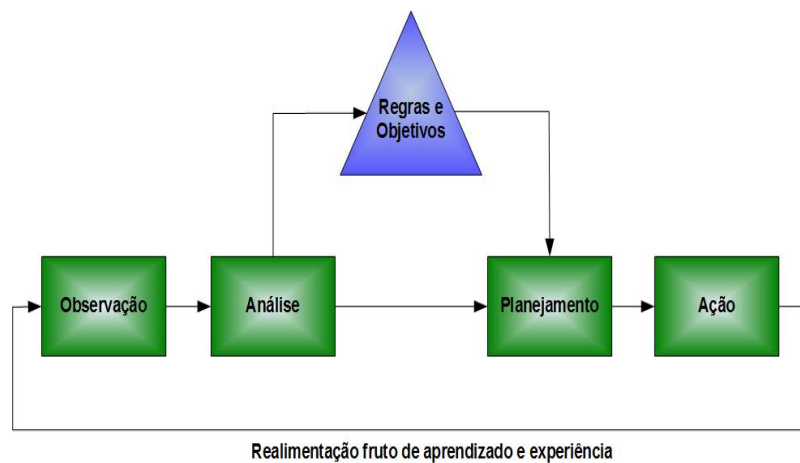 Regras e
Objetivos
Observação
Análise
Planejamento
Ação
Realimentação fruto de aprendizado e experiência